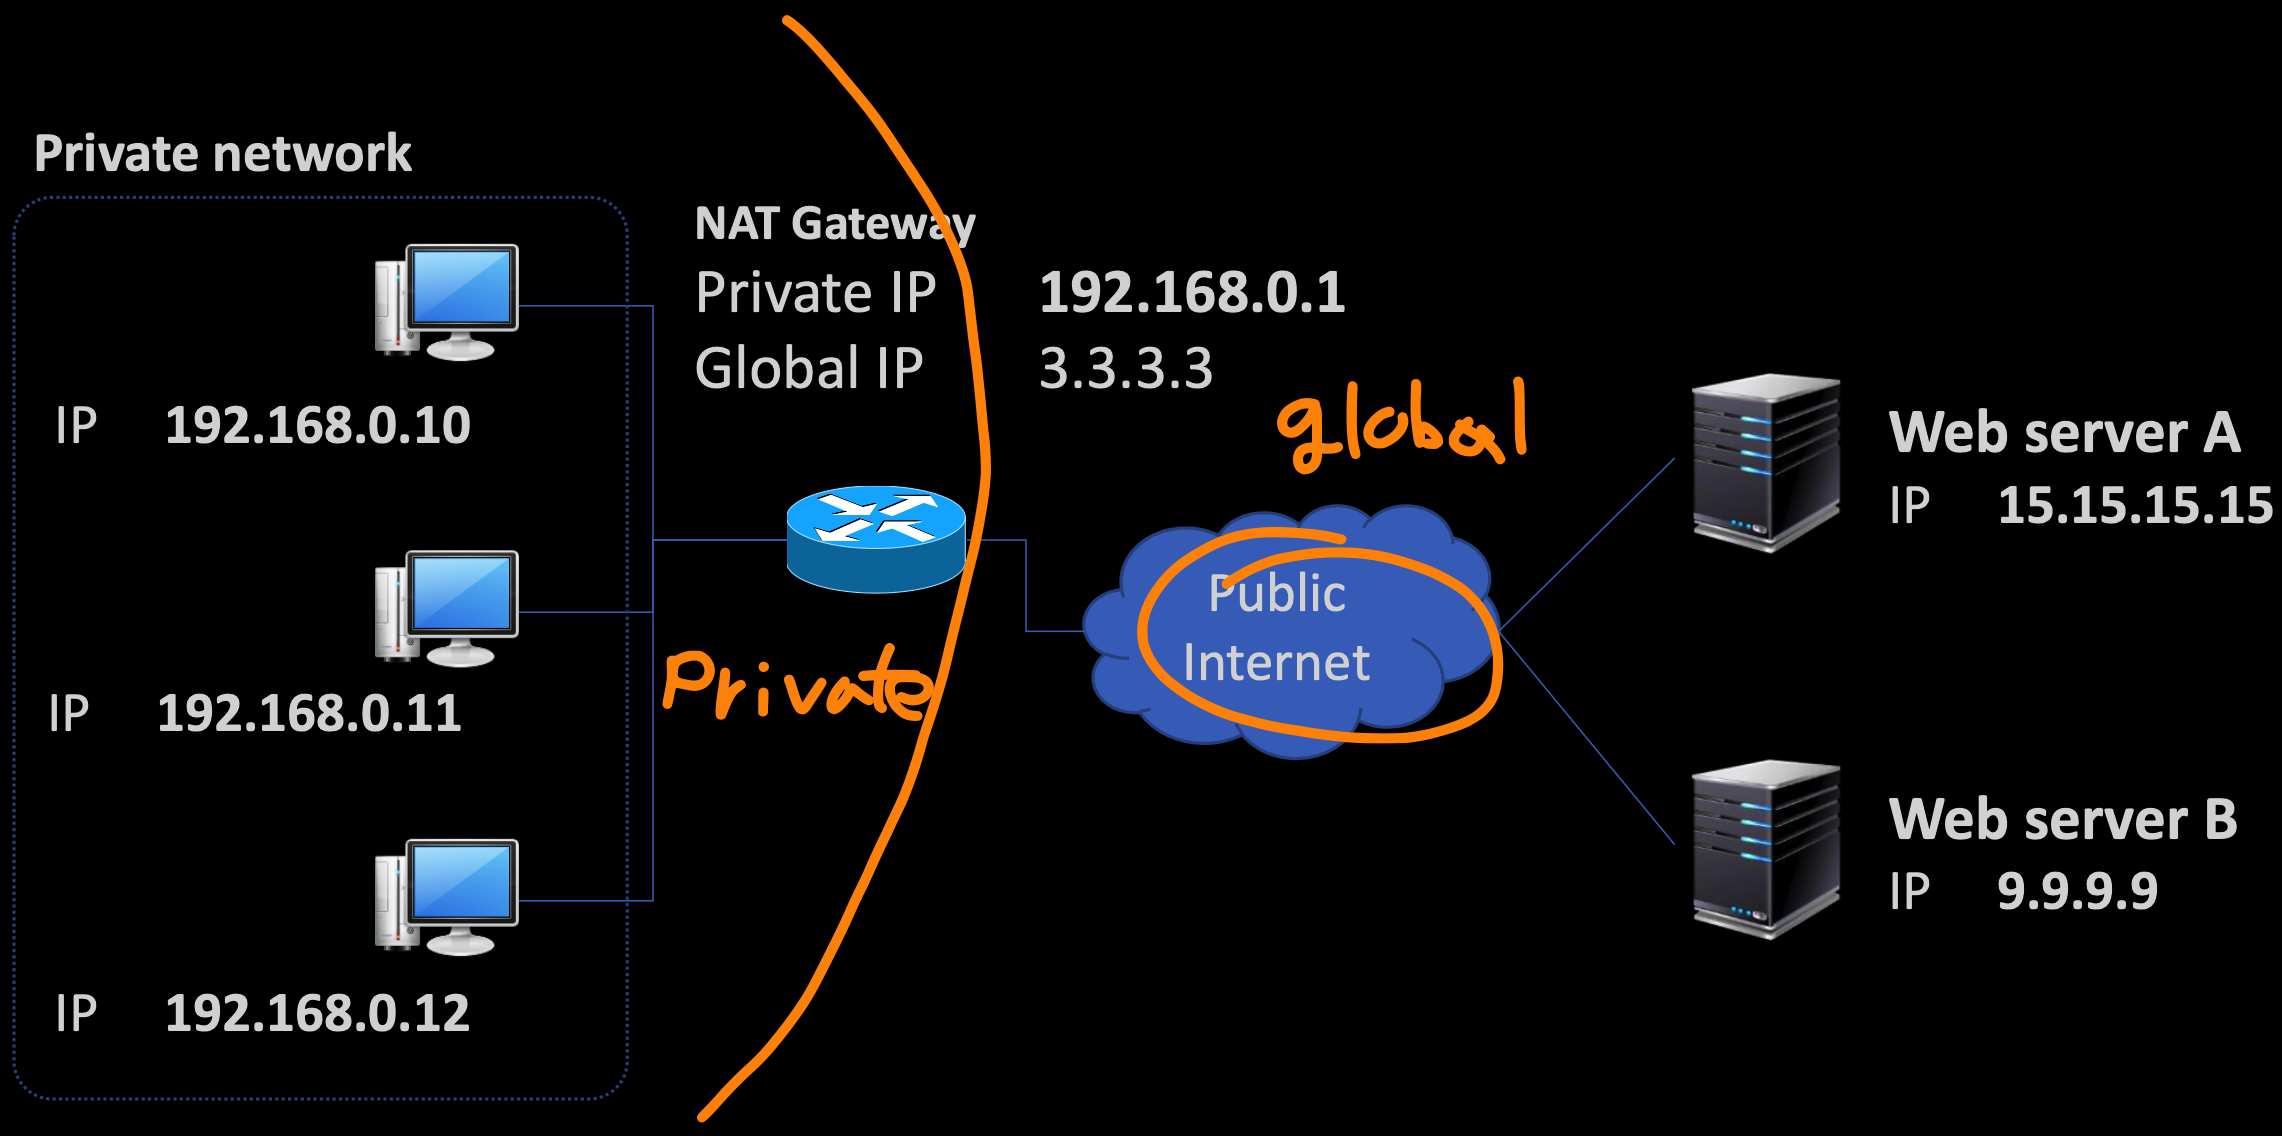 Private network
IP 192.168.0.10
IP 192.168.0.11
IP 192.168.0.12
NAT Gateway
Private IP 192.168.0.1
Global IP 3.3.3.3
Private
global
Public
Internet
Web server A
IP 15.15.15.15
Web server B
IP 9.9.9.9